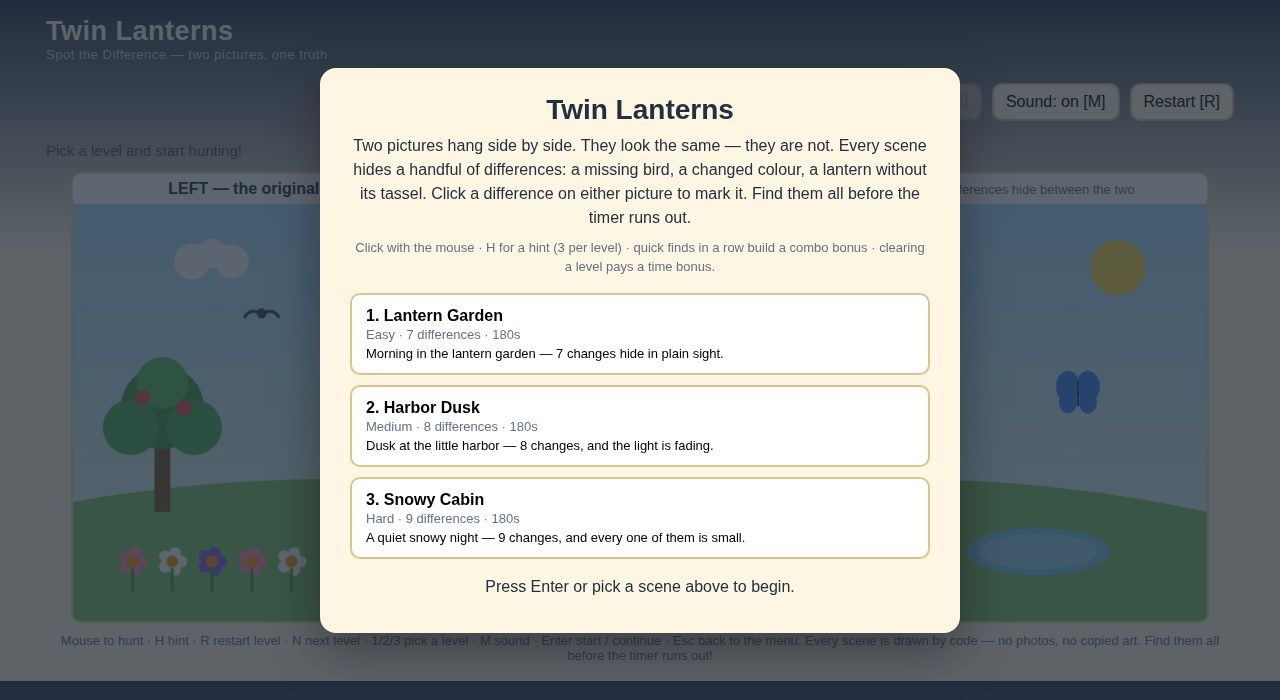 Twin Lanterns
Spot the Difference — two pictures, one truth
Sound: on [M]
Restart [R]
Pick a level and start hunting!
LEFT — the original
Twin Lanterns
Two pictures hang side by side. They look the same — they are not. Every scene
hides a handful of differences: a missing bird, a changed colour, a lantern without
its tassel. Click a difference on either picture to mark it. Find them all before the
timer runs out.
Click with the mouse · H for a hint (3 per level) · quick finds in a row build a combo bonus · clearing
a level pays a time bonus.
1. Lantern Garden
Easy · 7 differences · 180s
Morning in the lantern garden — 7 changes hide in plain sight.
2. Harbor Dusk
Medium · 8 differences · 180s
Dusk at the little harbor — 8 changes, and the light is fading.
3. Snowy Cabin
Hard · 9 differences · 180s
A quiet snowy night — 9 changes, and every one of them is small.
Press Enter or pick a scene above to begin.
hide between the two
Mouse to hunt · H hint · R restart level · N next level · 1/2/3 pick a level · M sound · Enter start / continue · Esc back to the menu. Every scene is drawn by code — no photos, no copied art. Find them all
before the timer runs out!